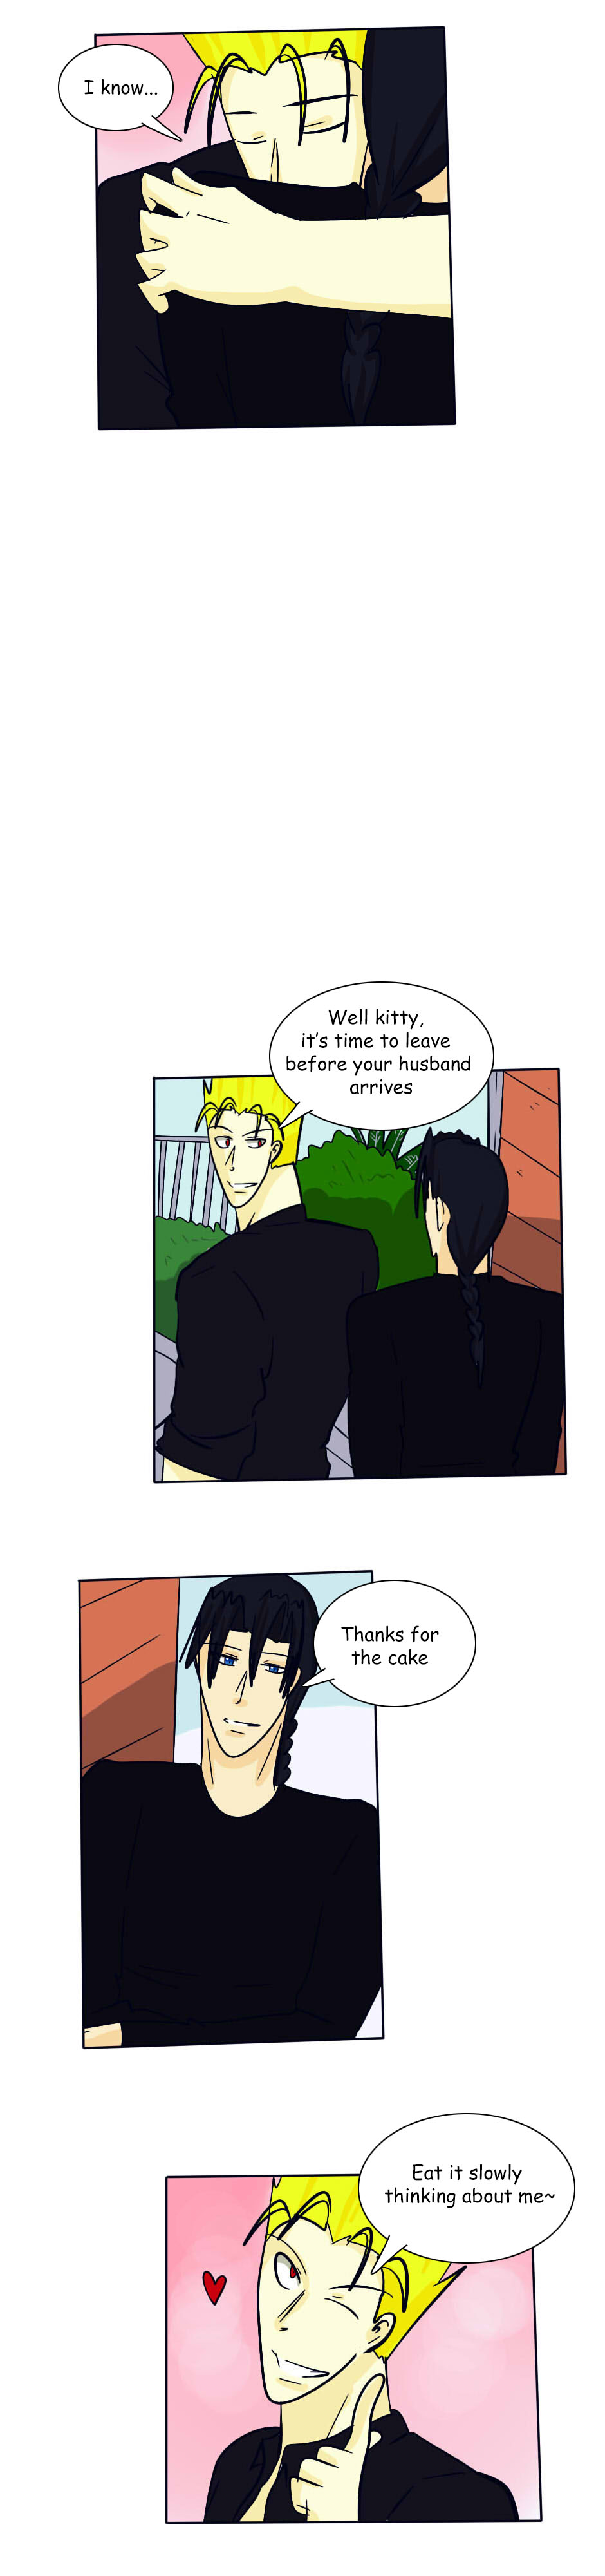 I know...
Well kitty,
it's time to leave
before your husband
arrives
Thanks for
the cake
Eat it slowly
thinking about me~